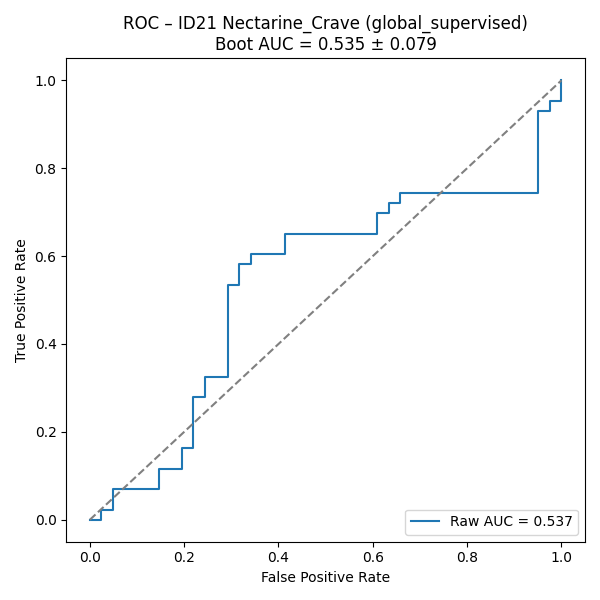 ROC – ID21 Nectarine_Crave (global_supervised)
Boot AUC = 0.535 ± 0.079
1.0
0.8
0.6
0.4
0.2
0.0
True Positive Rate
Raw AUC = 0.537
0.0 0.2 0.4 0.6 0.8 1.0
False Positive Rate